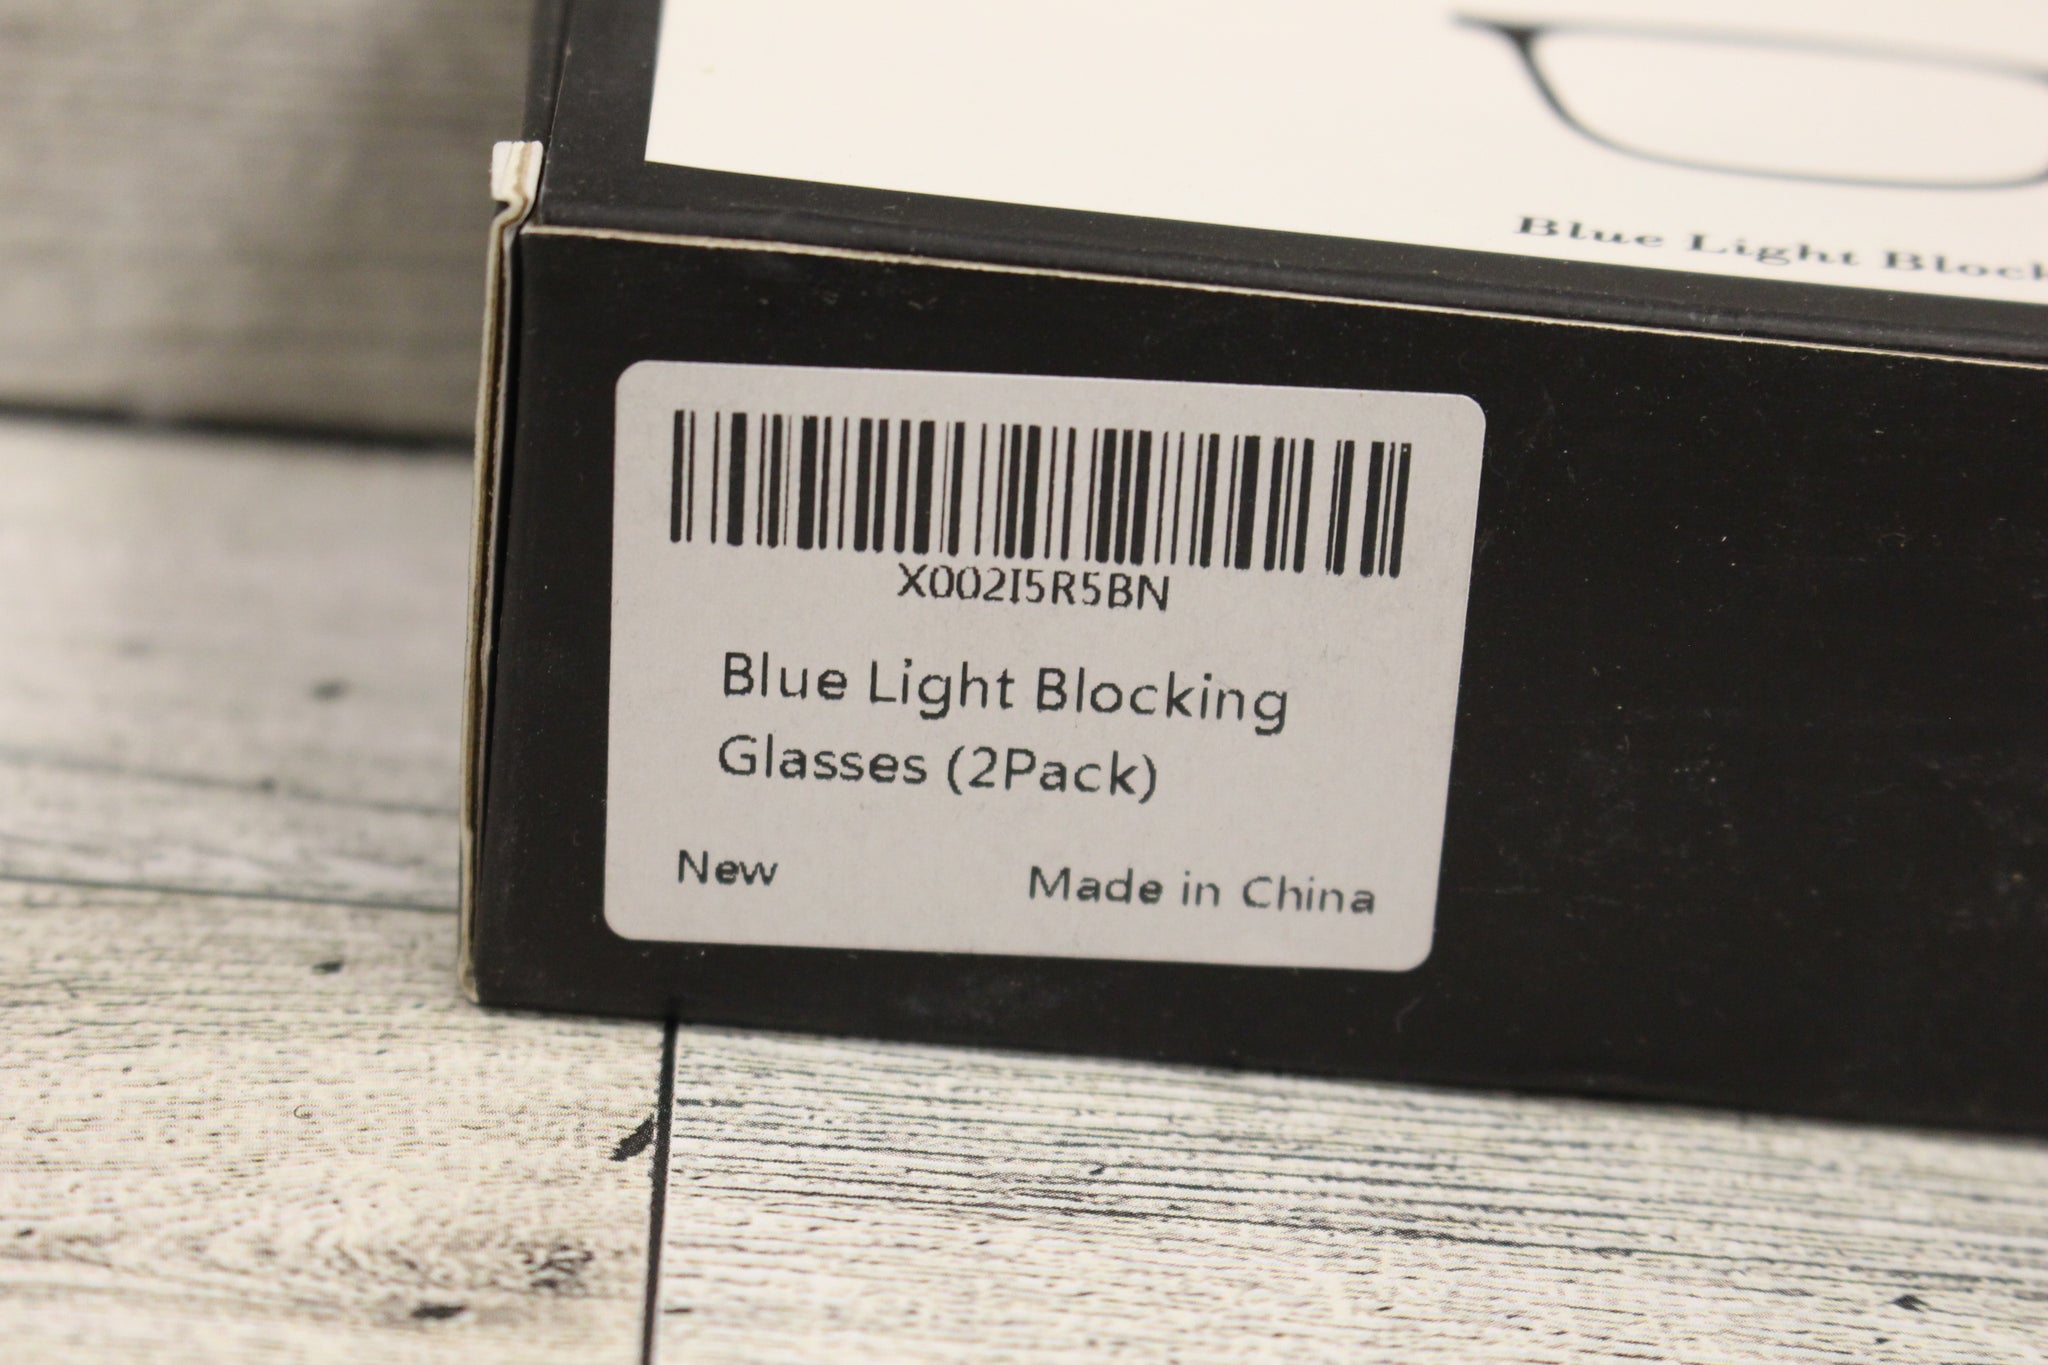 Blue Light Block
X002I5R5BN
Blue Light Blocking
Glasses (2Pack)
New
Made in China